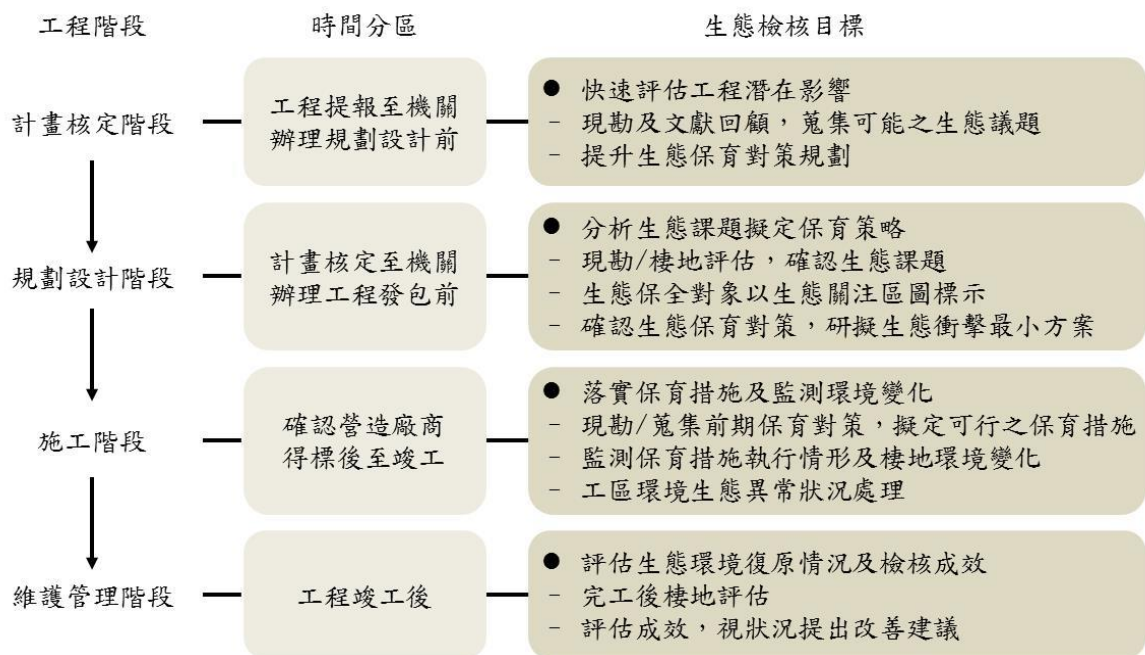 工程階段
時間分區
生態檢核目標
計畫核定階段
工程提報至機關
辦理規劃設計前
● 快速評估工程潛在影響
- 現勘及文獻回顧，蒐集可能之生態議題
- 提升生態保育對策規劃
規劃設計階段
計畫核定至機關
辦理工程發包前
● 分析生態課題擬定保育策略
- 現勘/棲地評估，確認生態課題
- 生態保全對象以生態關注區圖標示
- 確認生態保育對策，研擬生態衝擊最小方案
施工階段
確認營造廠商
得標後至竣工
● 落實保育措施及監測環境變化
- 現勘/蒐集前期保育對策，擬定可行之保育措施
- 監測保育措施執行情形及棲地環境變化
- 工區環境生態異常狀況處理
維護管理階段
工程竣工後
● 評估生態環境復原情況及檢核成效
- 完工後棲地評估
- 評估成效，視狀況提出改善建議